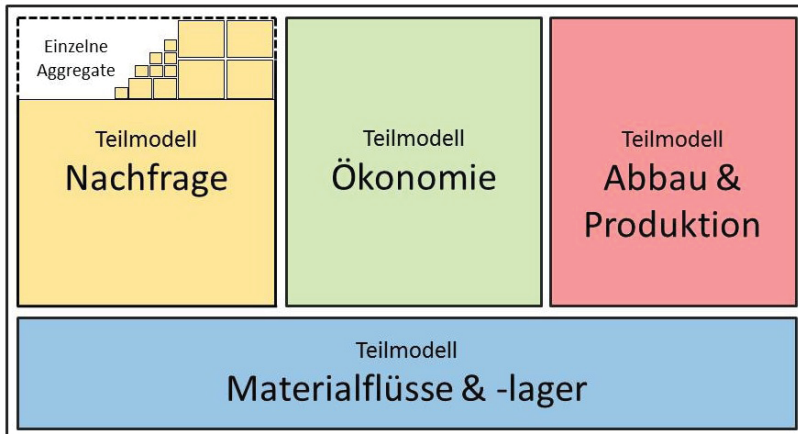 Einzelne
Aggregate
Teilmodell
Nachfrage
Teilmodell
Ökonomie
Teilmodell
Abbau &
Produktion
Teilmodell
Materialflüsse & -lager